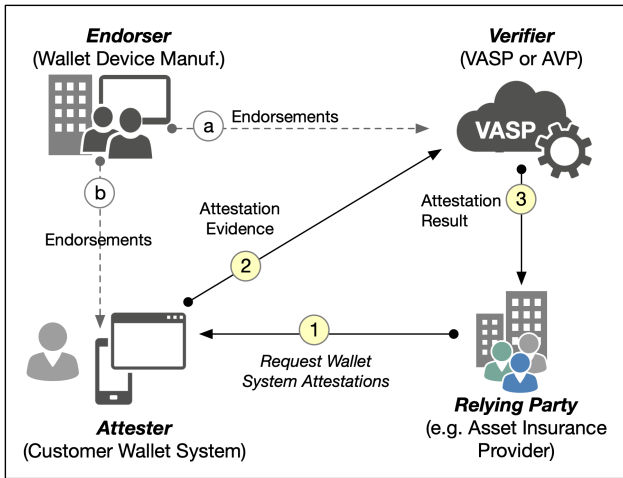 Endorser
(Wallet Device Manuf.)
Verifier
(VASP or AVP)
a
Endorsements
VASP
b
Endorsements
Attestation
Evidence
2
Attestation
Result
3
1
Request Wallet
System Attestations
Attester
(Customer Wallet System)
Relying Party
(e.g. Asset Insurance
Provider)